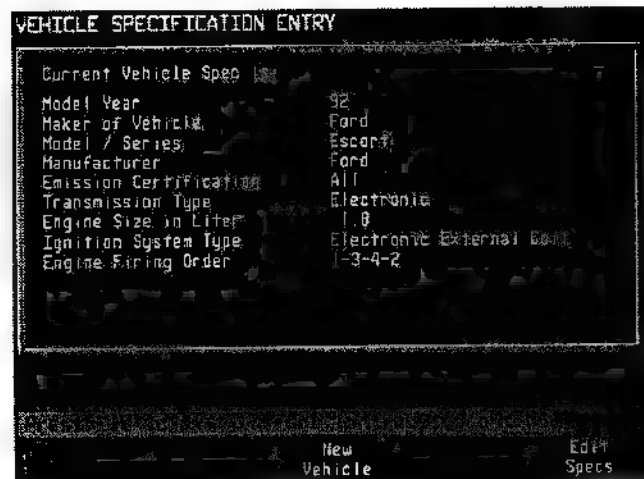 VEHICLE SPECIFICATION ENTRY
Current Vehicle Spec is:
Model Year 92
Maker of Vehicle Ford
Model / Series Escort
Manufacturer Ford
Emission Certification All
Transmission Type Electronic
Engine Size in Liter 1.8
Ignition System Type Electronic External Coil
Engine Firing Order 1-3-4-2
New
Vehicle
Edit
Specs